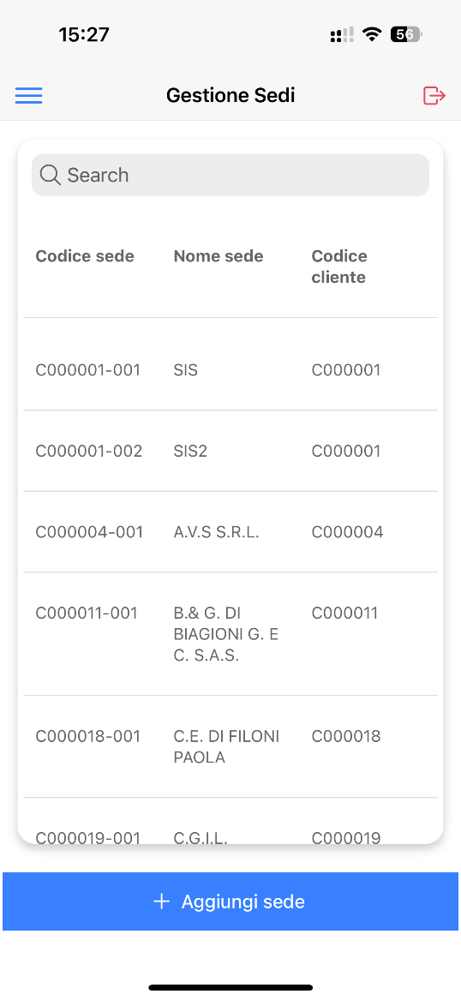 15:27
56
Gestione Sedi
Search
Codice sede Nome sede Codice
cliente
C000001-001 SIS C000001
C000001-002 SIS2 C000001
C000004-001 A.V.S S.R.L. C000004
C000011-001 B.& G. DI C000011
BIAGIONI G. E
C. S.A.S.
C000018-001 C.E. DI FILONI C000018
PAOLA
C000019-001 C.G.I.L. C000019
+ Aggiungi sede